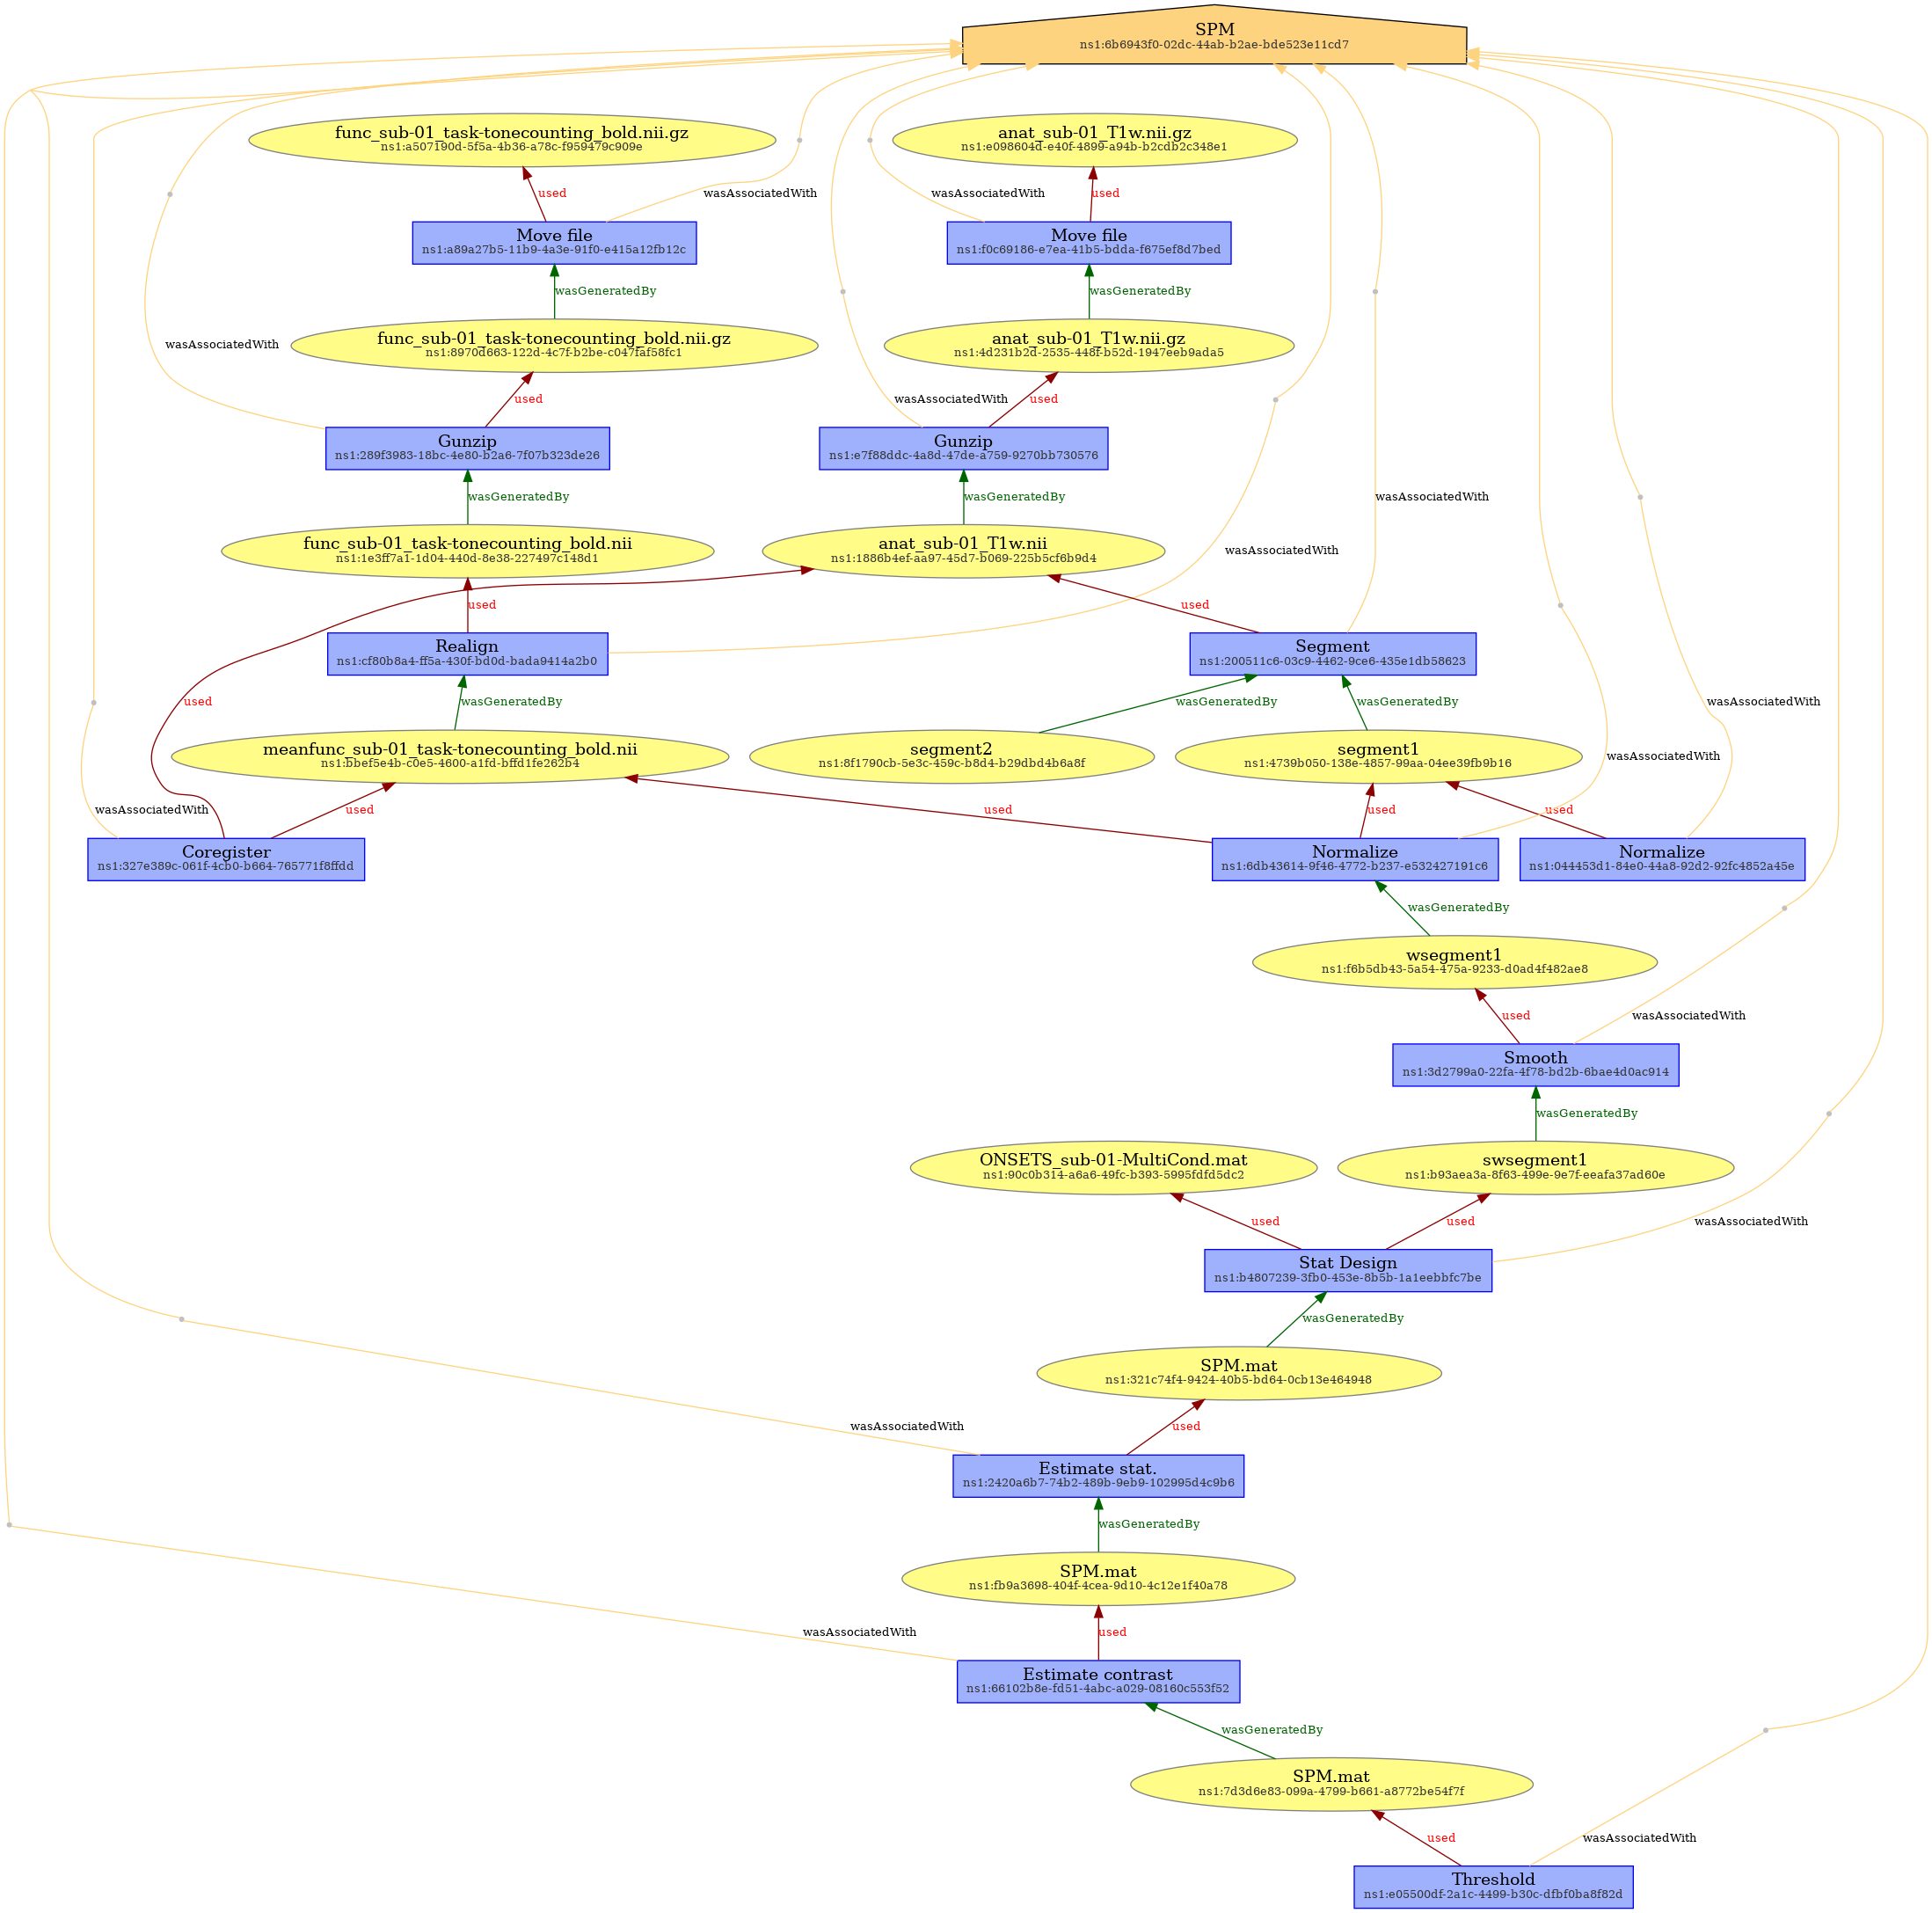 SPM
ns1:6b6943f0-02dc-44ab-b2ae-bde523e11cd7
func_sub-01_task-tonecounting_bold.nii.gz
ns1:a507190d-5f5a-4b36-a78c-f959479c909e
anat_sub-01_T1w.nii.gz
ns1:e098604d-e40f-4899-a94b-b2cdb2c348e1
used
wasAssociatedWith
wasAssociatedWith
used
Move file
ns1:a89a27b5-11b9-4a3e-91f0-e415a12fb12c
Move file
ns1:f0c69186-e7ea-41b5-bdda-f675ef8d7bed
wasGeneratedBy
wasGeneratedBy
wasAssociatedWith
func_sub-01_task-tonecounting_bold.nii.gz
ns1:8970d663-122d-4c7f-b2be-c047faf58fc1
anat_sub-01_T1w.nii.gz
ns1:4d231b2d-2535-448f-b52d-1947eeb9ada5
used
wasAssociatedWith
used
Gunzip
ns1:289f3983-18bc-4e80-b2a6-7f07b323de26
Gunzip
ns1:e7f88ddc-4a8d-47de-a759-9270bb730576
wasGeneratedBy
wasGeneratedBy
wasAssociatedWith
func_sub-01_task-tonecounting_bold.nii
ns1:1e3ff7a1-1d04-440d-8e38-227497c148d1
anat_sub-01_T1w.nii
ns1:1886b4ef-aa97-45d7-b069-225b5cf6b9d4
wasAssociatedWith
used
used
Realign
ns1:cf80b8a4-ff5a-430f-bd0d-bada9414a2b0
Segment
ns1:200511c6-03c9-4462-9ce6-435e1db58623
used
wasGeneratedBy
wasGeneratedBy
wasGeneratedBy
wasAssociatedWith
meanfunc_sub-01_task-tonecounting_bold.nii
ns1:bbef5e4b-c0e5-4600-a1fd-bffd1fe262b4
segment2
ns1:8f1790cb-5e3c-459c-b8d4-b29dbd4b6a8f
segment1
ns1:4739b050-138e-4857-99aa-04ee39fb9b16
wasAssociatedWith
wasAssociatedWith
used
used
used
used
Coregister
ns1:327e389c-061f-4cb0-b664-765771f8ffdd
Normalize
ns1:6db43614-9f46-4772-b237-e532427191c6
Normalize
ns1:044453d1-84e0-44a8-92d2-92fc4852a45e
wasGeneratedBy
wsegment1
ns1:f6b5db43-5a54-475a-9233-d0ad4f482ae8
used
wasAssociatedWith
Smooth
ns1:3d2799a0-22fa-4f78-bd2b-6bae4d0ac914
wasGeneratedBy
ONSETS_sub-01-MultiCond.mat
ns1:90c0b314-a6a6-49fc-b393-5995fdfd5dc2
swsegment1
ns1:b93aea3a-8f63-499e-9e7f-eeafa37ad60e
used
used
wasAssociatedWith
Stat Design
ns1:b4807239-3fb0-453e-8b5b-1a1eebbfc7be
wasGeneratedBy
SPM.mat
ns1:321c74f4-9424-40b5-bd64-0cb13e464948
wasAssociatedWith
used
Estimate stat.
ns1:2420a6b7-74b2-489b-9eb9-102995d4c9b6
wasGeneratedBy
SPM.mat
ns1:fb9a3698-404f-4cea-9d10-4c12e1f40a78
wasAssociatedWith
used
Estimate contrast
ns1:66102b8e-fd51-4abc-a029-08160c553f52
wasGeneratedBy
SPM.mat
ns1:7d3d6e83-099a-4799-b661-a8772be54f7f
used
wasAssociatedWith
Threshold
ns1:e05500df-2a1c-4499-b30c-dfbf0ba8f82d